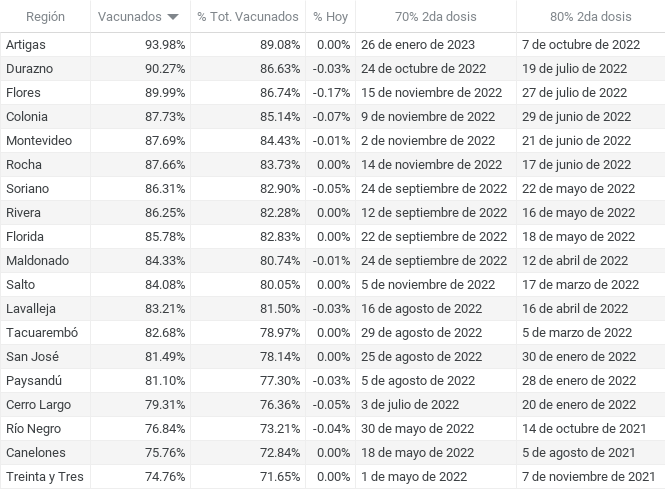 Región Vacunados % Tot. Vacunados % Hoy 70% 2da dosis 80% 2da dosis
Artigas 93.98% 89.08% 0.00% 26 de enero de 2023 7 de octubre de 2022
Durazno 90.27% 86.63% -0.03% 24 de octubre de 2022 19 de julio de 2022
Flores 89.99% 86.74% -0.17% 15 de noviembre de 2022 27 de julio de 2022
Colonia 87.73% 85.14% -0.07% 9 de noviembre de 2022 29 de junio de 2022
Montevideo 87.69% 84.43% -0.01% 2 de noviembre de 2022 21 de junio de 2022
Rocha 87.66% 83.73% 0.00% 14 de noviembre de 2022 17 de junio de 2022
Soriano 86.31% 82.90% -0.05% 24 de septiembre de 2022 22 de mayo de 2022
Rivera 86.25% 82.28% 0.00% 12 de septiembre de 2022 16 de mayo de 2022
Florida 85.78% 82.83% 0.00% 22 de septiembre de 2022 18 de mayo de 2022
Maldonado 84.33% 80.74% -0.01% 24 de septiembre de 2022 12 de abril de 2022
Salto 84.08% 80.05% 0.00% 5 de noviembre de 2022 17 de marzo de 2022
Lavalleja 83.21% 81.50% -0.03% 16 de agosto de 2022 16 de abril de 2022
Tacuarembó 82.68% 78.97% 0.00% 29 de agosto de 2022 5 de marzo de 2022
San José 81.49% 78.14% 0.00% 25 de agosto de 2022 30 de enero de 2022
Paysandú 81.10% 77.30% -0.03% 5 de agosto de 2022 28 de enero de 2022
Cerro Largo 79.31% 76.36% -0.05% 3 de julio de 2022 20 de enero de 2022
Río Negro 76.84% 73.21% -0.04% 30 de mayo de 2022 14 de octubre de 2021
Canelones 75.76% 72.84% 0.00% 18 de mayo de 2022 5 de agosto de 2021
Treinta y Tres 74.76% 71.65% 0.00% 1 de mayo de 2022 7 de noviembre de 2021